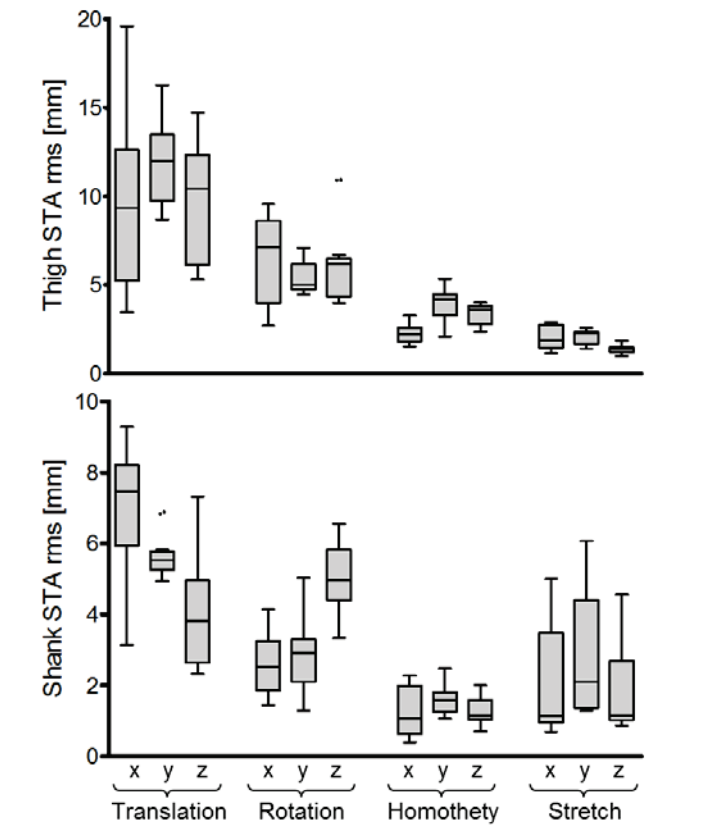 20
15
10
5
0
Thigh STA rms [mm]
10
8
6
4
2
0
Shank STA rms [mm]
x y z x y z x y z x y z
Translation Rotation Homothety Stretch